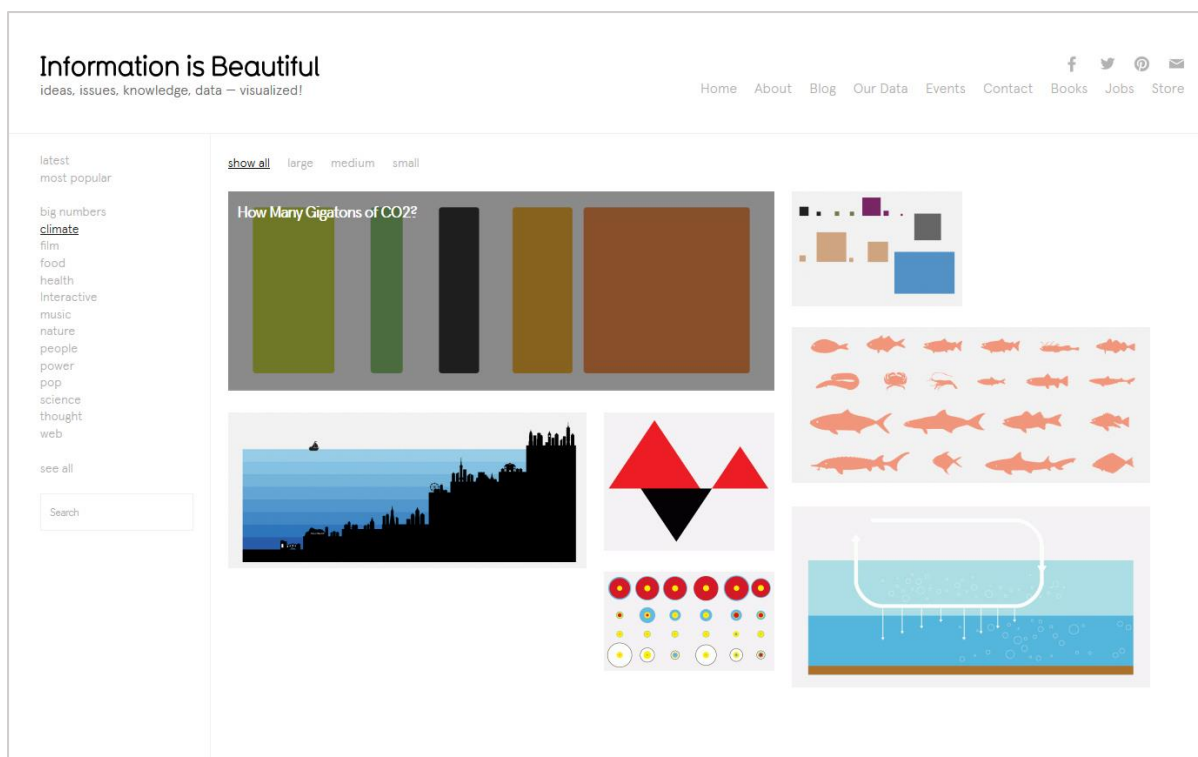 Information is Beautiful
ideas, issues, knowledge, data — visualized!
Home About Blog Our Data Events Contact Books Jobs Store
latest
most popular
big numbers
climate
film
food
health
Interactive
music
nature
people
power
pop
science
thought
web
see all
Search
show all large medium small
How Many Gigatons of CO2?